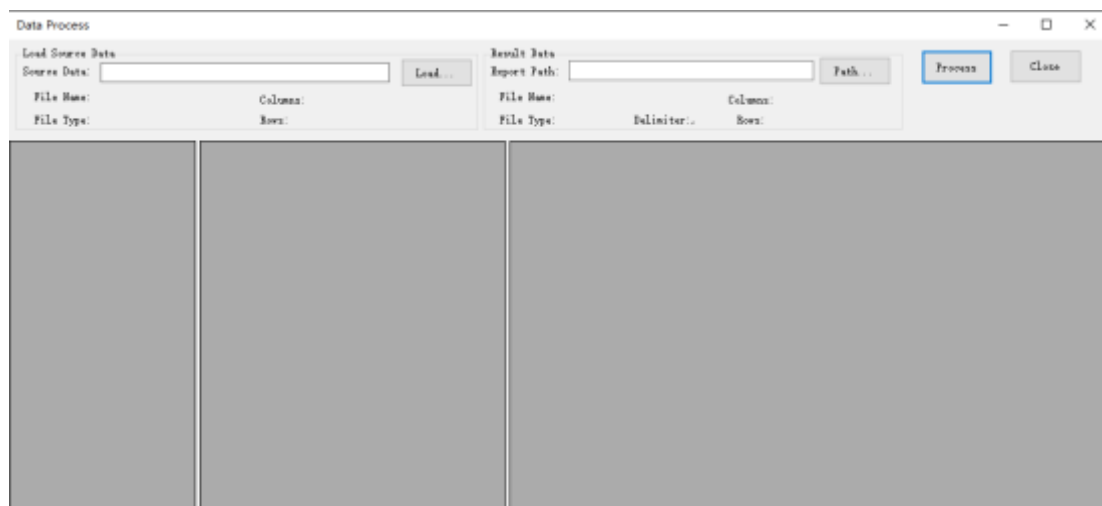 Data Process
Load Source Data
Source Data:
Load...
File Name:
Columns:
File Type:
Rows:
Result Data
Report Path:
Path...
File Name:
Columns:
File Type:
Delimiter:,
Rows:
Process
Close